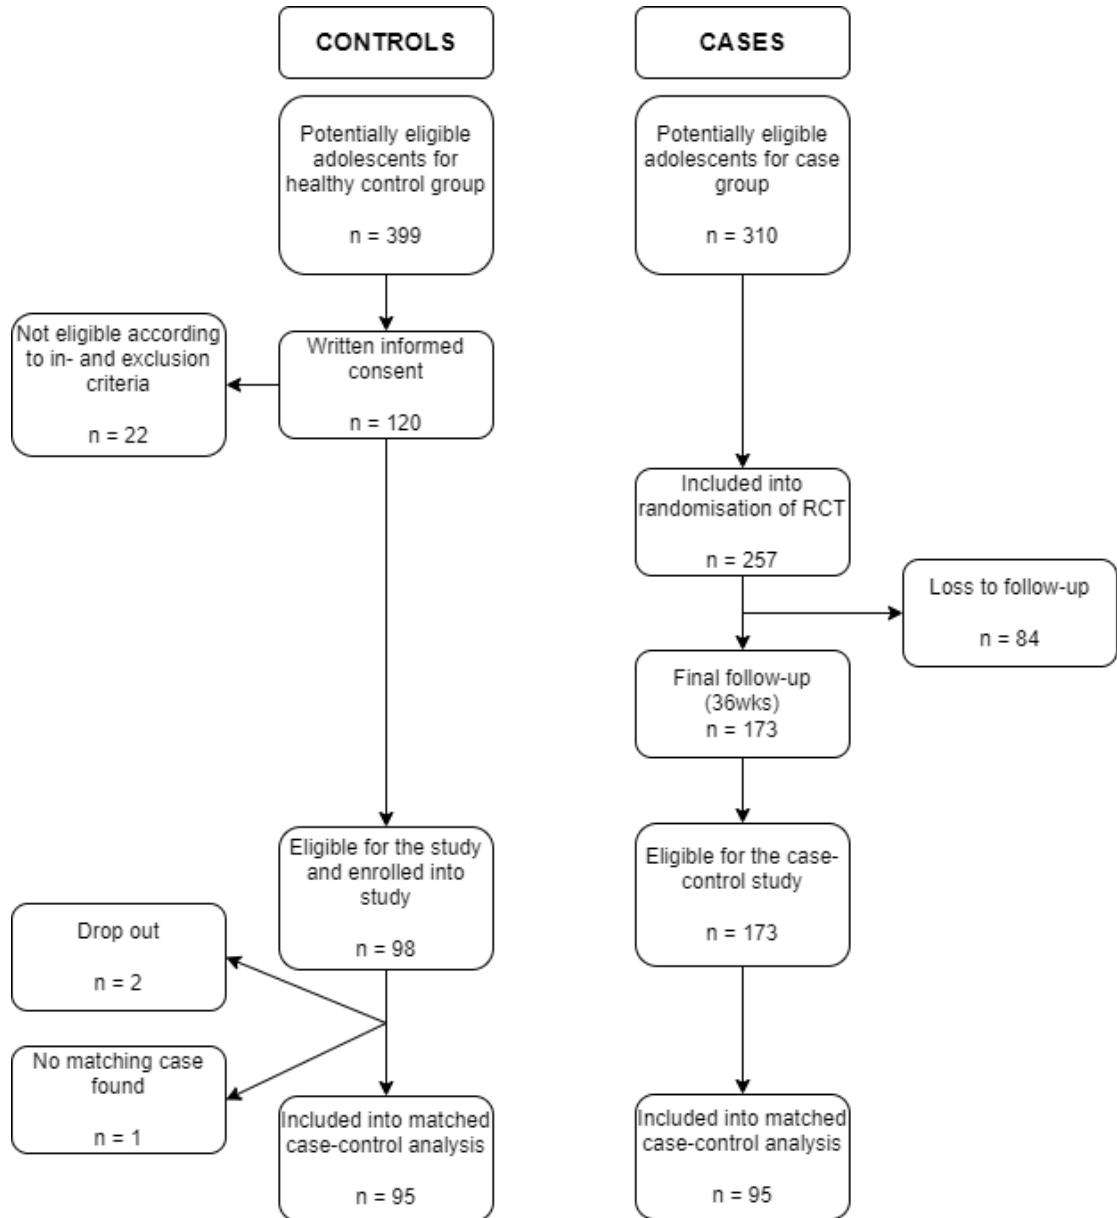 CONTROLS
CASES
Potentially eligible
adolescents for
healthy control group
n = 399
Potentially eligible
adolescents for case
group
n = 310
Not eligible according
to in- and exclusion
criteria
n = 22
Written informed
consent
n = 120
Included into
randomisation of RCT
n = 257
Loss to follow-up
n = 84
Final follow-up
(36wks)
n = 173
Eligible for the study
and enrolled into
study
n = 98
Eligible for the case-
control study
n = 173
Drop out
n = 2
No matching case
found
n = 1
Included into matched
case-control analysis
n = 95
Included into matched
case-control analysis
n = 95